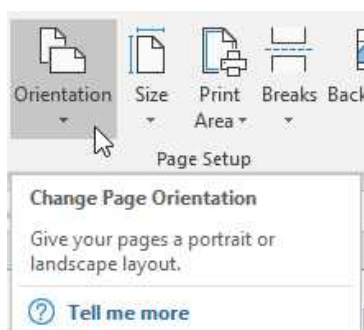 Orientation Size Print Area Breaks Back
Page Setup
Change Page Orientation
Give your pages a portrait or
landscape layout.
Tell me more